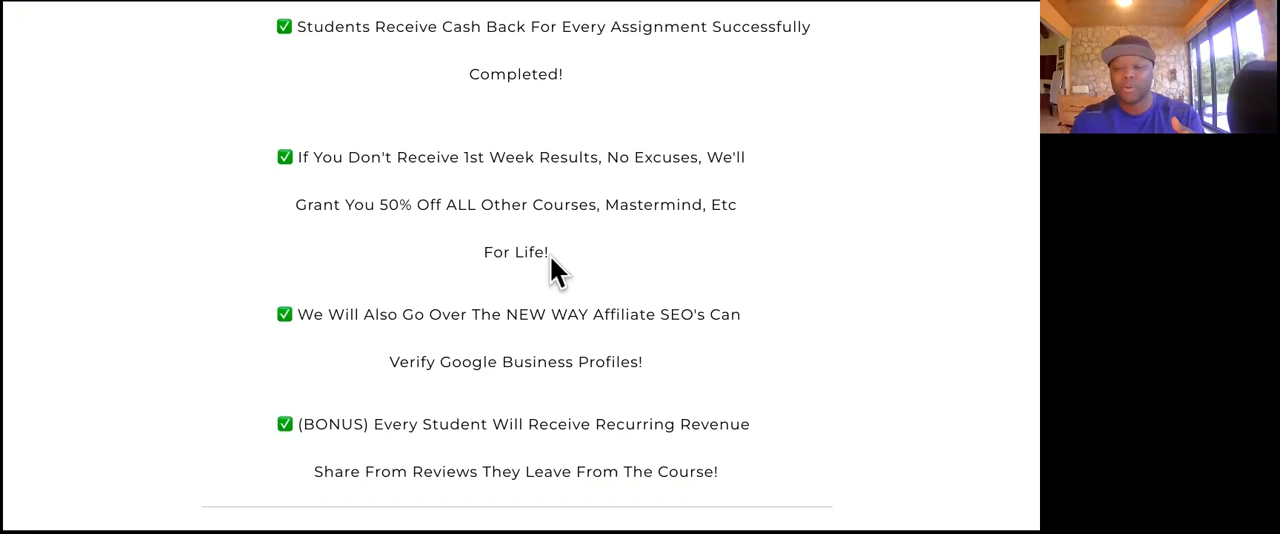 ✅ Students Receive Cash Back For Every Assignment Successfully
Completed!
✅ If You Don't Receive 1st Week Results, No Excuses, We'll
Grant You 50% Off ALL Other Courses, Mastermind, Etc
For Life!
✅ We Will Also Go Over The NEW WAY Affiliate SEO's Can
Verify Google Business Profiles!
✅ (BONUS) Every Student Will Receive Recurring Revenue
Share From Reviews They Leave From The Course!